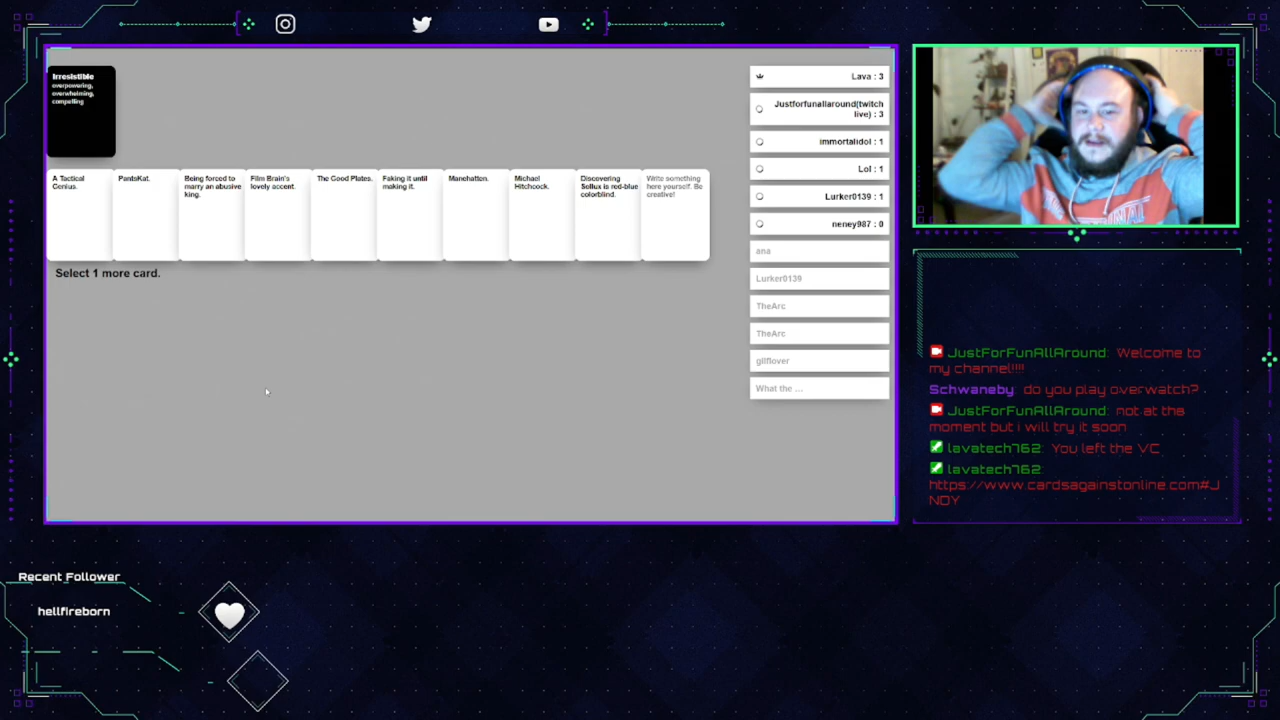 Irresistible
overpowering,
overwhelming,
compelling
A Tactical
Genius.
PantsKat.
Being forced to
marry an abusive
king.
Film Brain's
lovely accent.
The Good Plates.
Faking it until
making it.
Manehatten.
Michael
Hitchcock.
Discovering
Sollux is red-blue
colorblind.
Write something
here yourself. Be
creative!
Select 1 more card.
Lava : 3
Justforfunallaround(twitch
live) : 3
immortalidol : 1
Lol : 1
Lurker0139 : 1
neney987 : 0
ana
Lurker0139
TheArc
TheArc
gilflover
What the ...
JustForFunAllAround: Welcome to
my channel!!!!
Schwaneby: do you play overwatch?
JustForFunAllAround: not at the
moment but i will try it soon
lavatech762: You left the VC
lavatech762:
https://www.cardsagainstonline.com#J
NDY
Recent Follower
hellfireborn